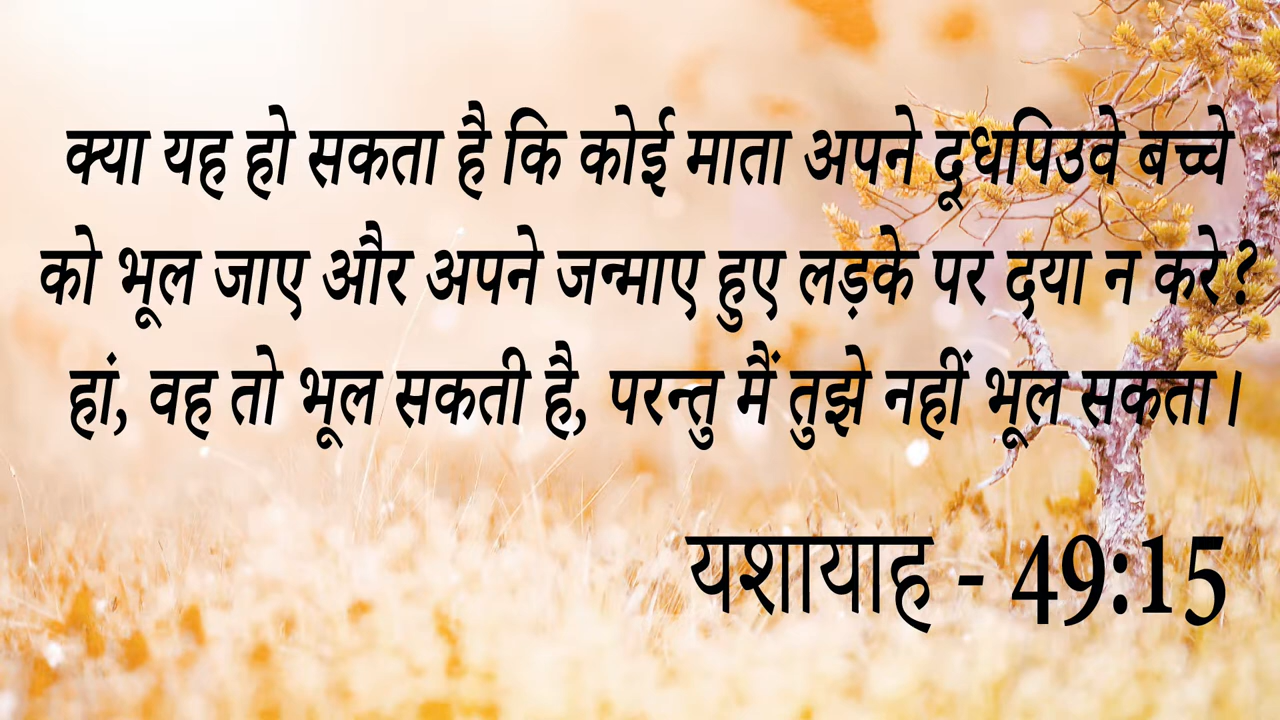 क्या यह हो सकता है कि कोई माता अपने दूधपिउवे बच्चे
को भूल जाए और अपने जन्माए हुए लड़के पर दया न करे?
हां, वह तो भूल सकती है, परन्तु मैं तुझे नहीं भूल सकता।
यशायाह - 49:15